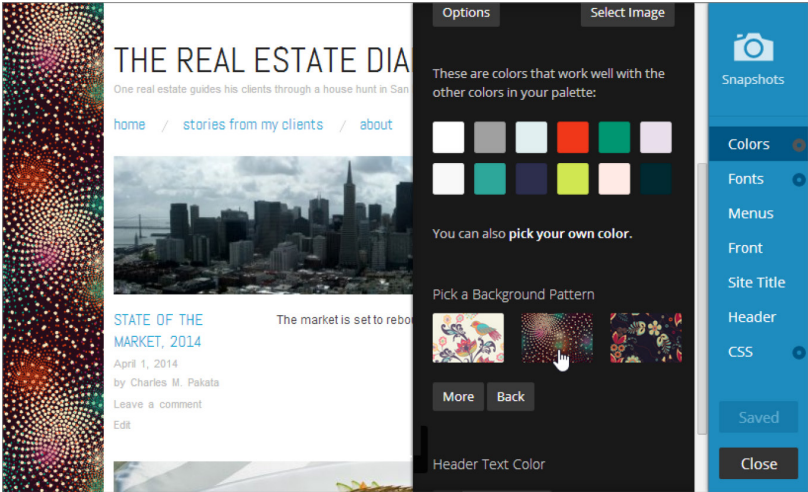 THE REAL ESTATE DIA
One real estate guides his clients through a house hunt in San
home / stories from my clients / about
STATE OF THE
MARKET, 2014
April 1, 2014
by Charles M. Pakata
Leave a comment
Edit
The market is set to rebou
Options
Select Image
These are colors that work well with the
other colors in your palette:
You can also pick your own color.
Pick a Background Pattern
More
Back
Header Text Color
Snapshots
Colors
Fonts
Menus
Front
Site Title
Header
CSS
Saved
Close